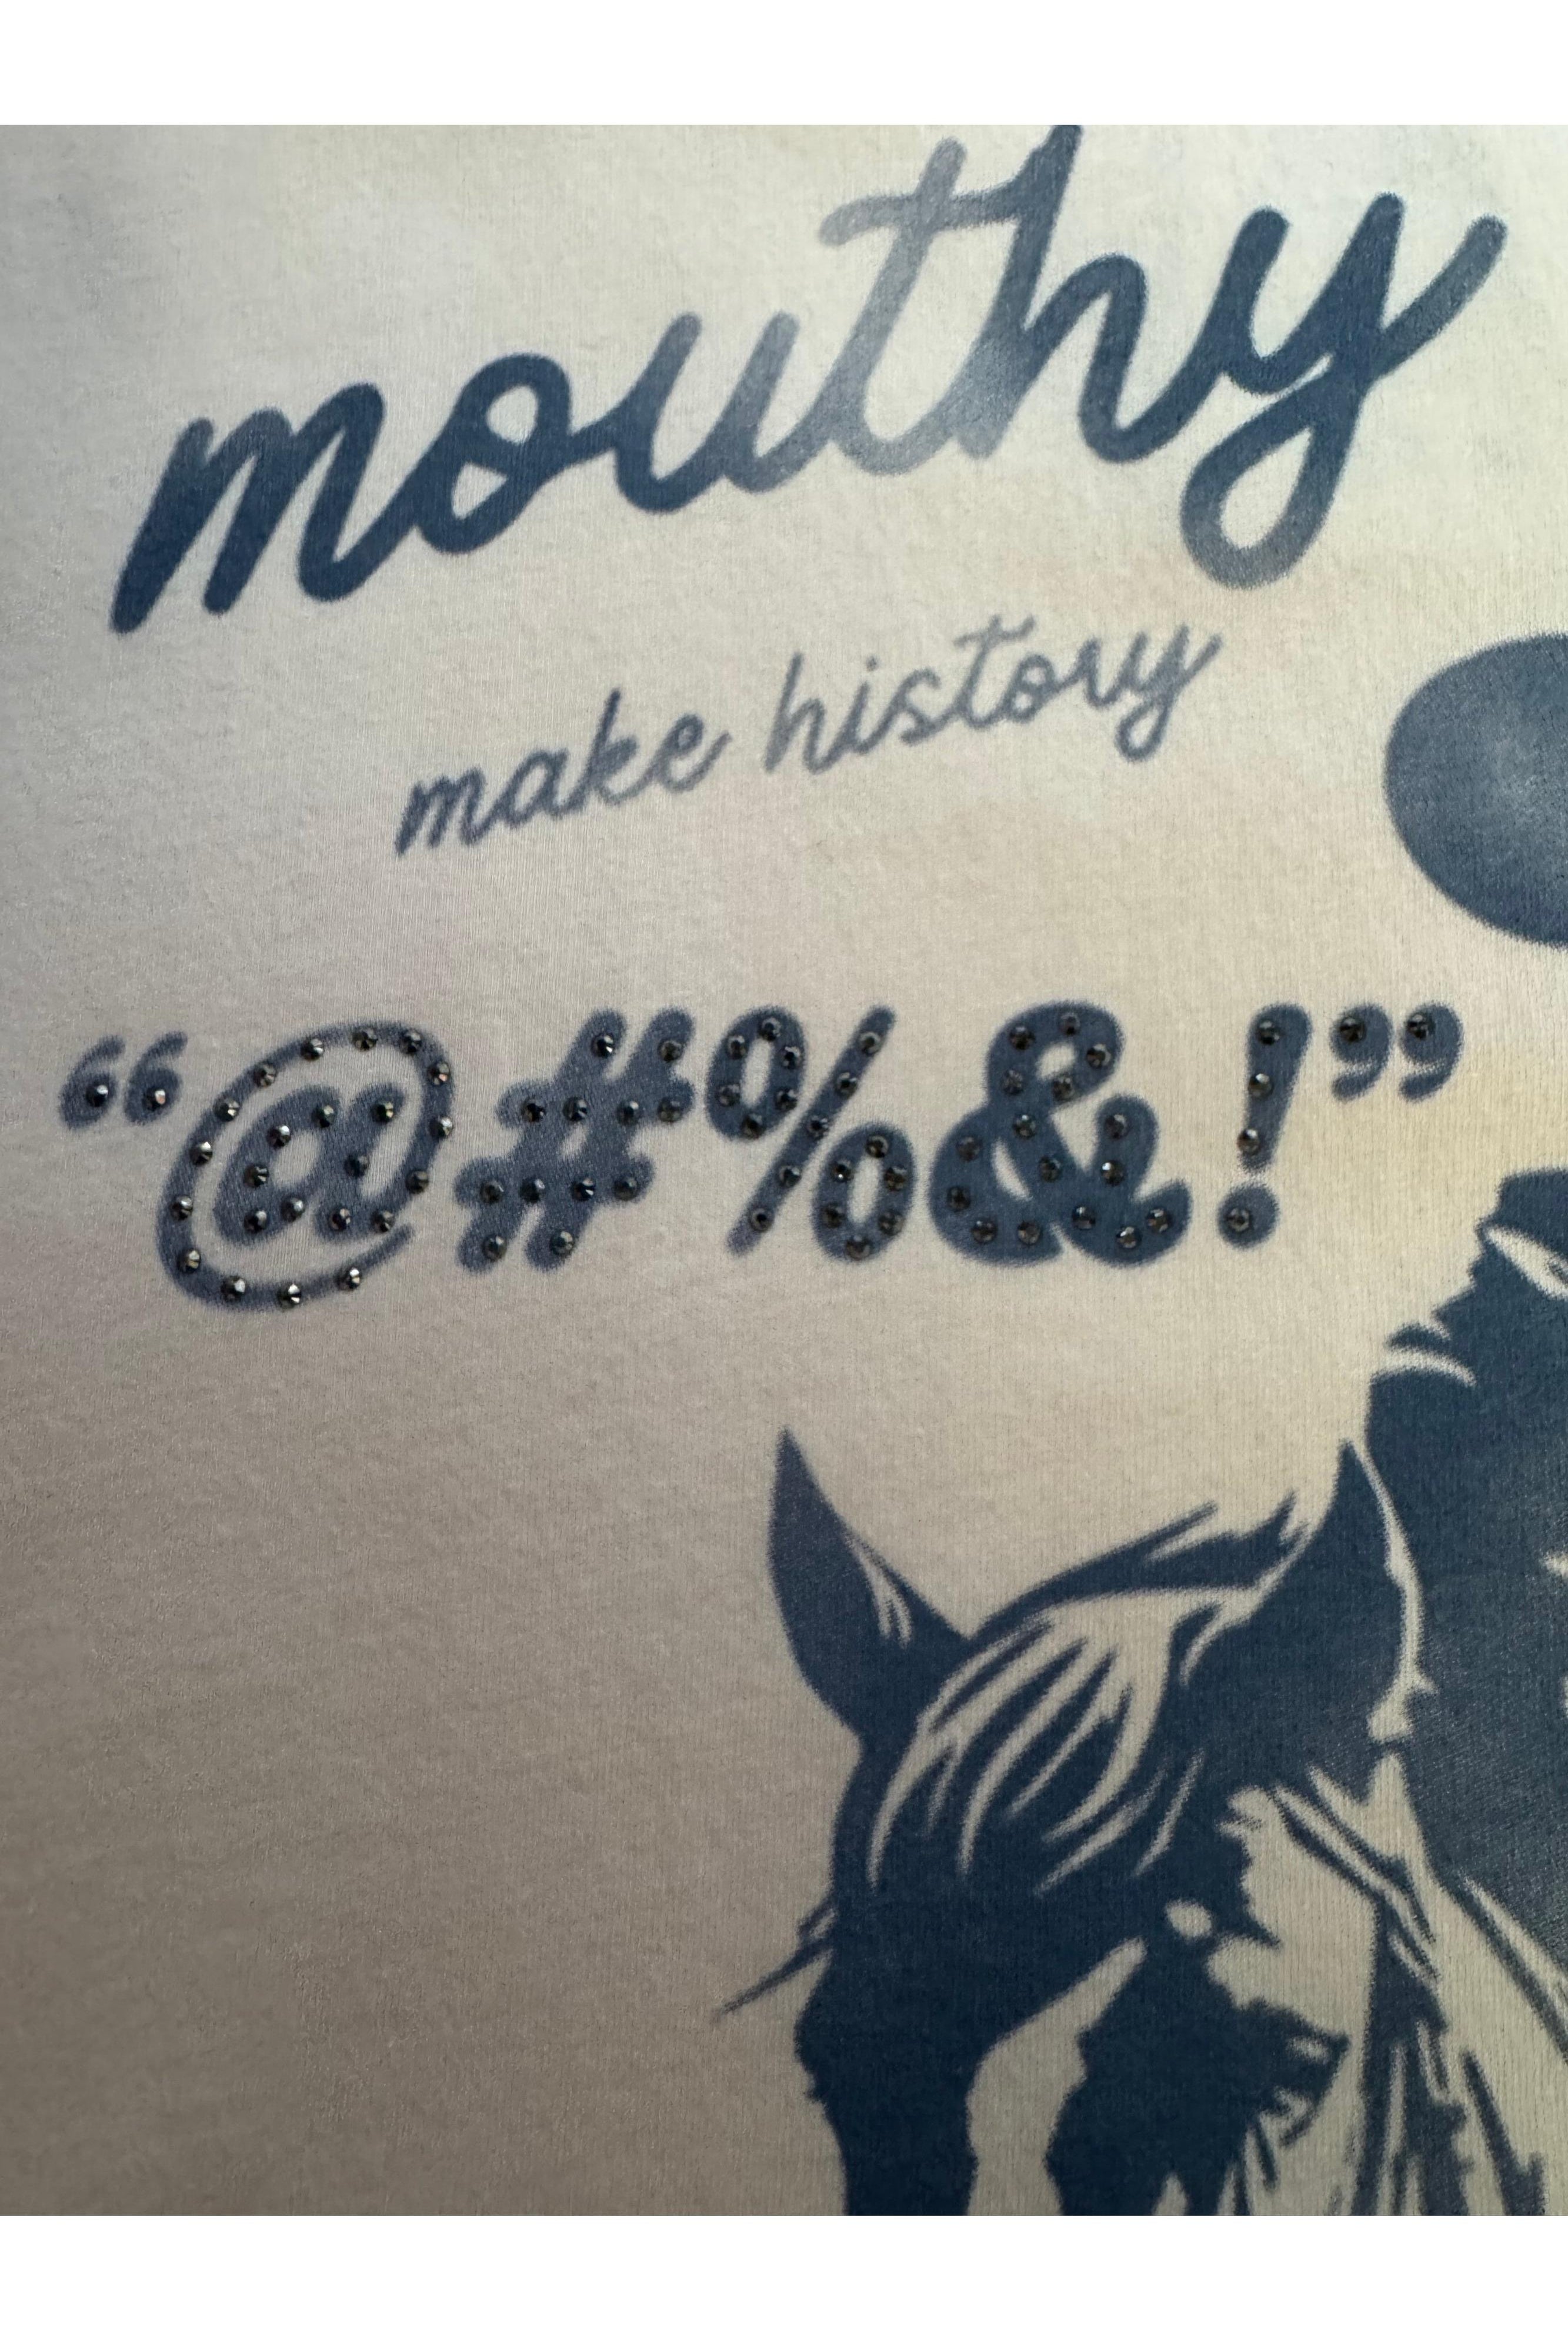 mouthy
make history
“@#%&!”